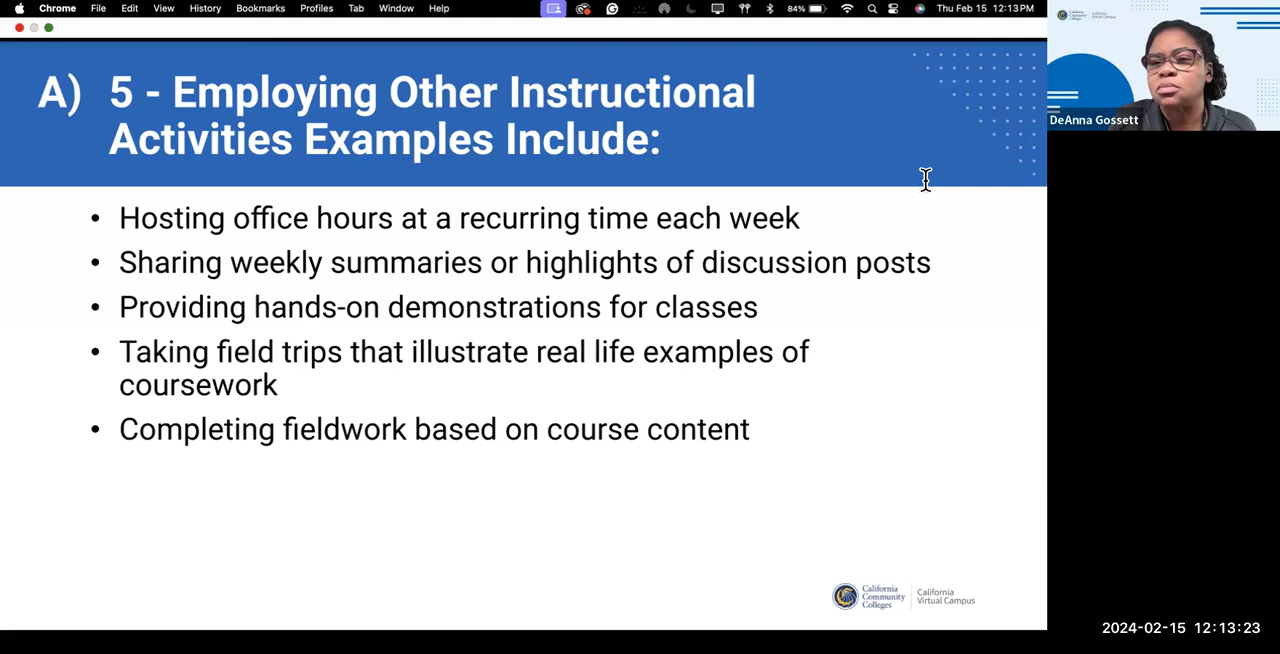 Chrome File Edit View History Bookmarks Profiles Tab Window Help 84% Thu Feb 15 12:13 PM
A) 5 - Employing Other Instructional
Activities Examples Include:
• Hosting office hours at a recurring time each week
• Sharing weekly summaries or highlights of discussion posts
• Providing hands-on demonstrations for classes
• Taking field trips that illustrate real life examples of
coursework
• Completing fieldwork based on course content
California
Community
Colleges
California
Virtual Campus
DeAnna Gossett
2024-02-15 12:13:23